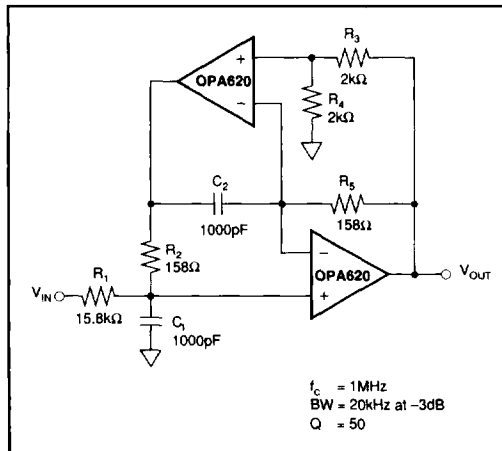 R3
2kΩ
+
OPA620
−
R4
2kΩ
C2
1000pF
R5
158Ω
R2
158Ω
−
OPA620
+
VOUT
R1
VIN
15.8kΩ
C1
1000pF
fc = 1MHz
BW = 20kHz at –3dB
Q = 50